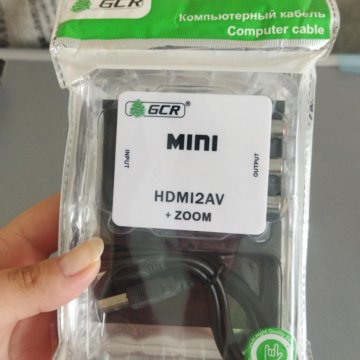 GCR
Компьютерный кабель
Computer cable
GCR
MINI
INPUT
OUTPUT
HDMI2AV
+ ZOOM